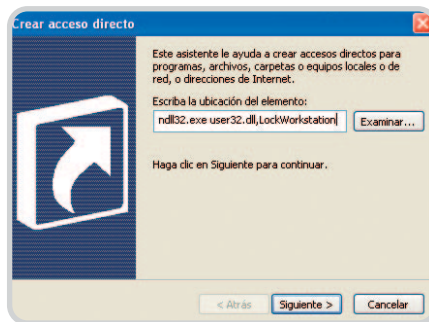 Crear acceso directo
Este asistente le ayuda a crear accesos directos para
programas, archivos, carpetas o equipos locales o de
red, o direcciones de Internet.
Escriba la ubicación del elemento:
ndll32.exe user32.dll,LockWorkstation
Examinar...
Haga clic en Siguiente para continuar.
< Atrás
Siguiente >
Cancelar